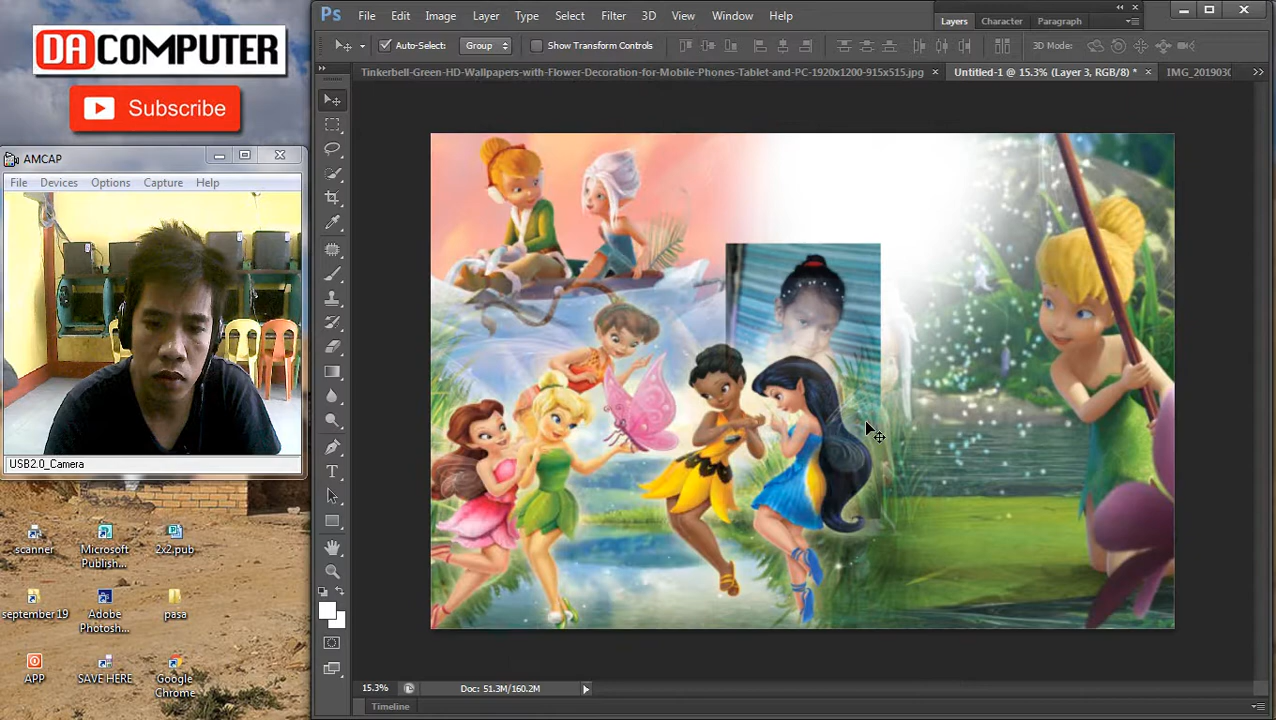 DA COMPUTER
Subscribe
AMCAP
File Devices Options Capture Help
USB2.0_Camera
scanner
Microsoft Publish...
2x2.pub
september 19
Adobe Photosh...
pasa
APP
SAVE HERE
Google Chrome
Ps File Edit Image Layer Type Select Filter 3D View Window Help
Layers Character Paragraph
Auto-Select: Group Show Transform Controls 3D Mode:
Tinkerbell-Green-HD-Wallpapers-with-Flower-Decoration-for-Mobile-Phones-Tablet-and-PC-1920x1200-915x515.jpg × Untitled-1 @ 15.3% (Layer 3, RGB/8) * × IMG_2019030
T
15.3% Doc: 51.3M/160.2M
Timeline